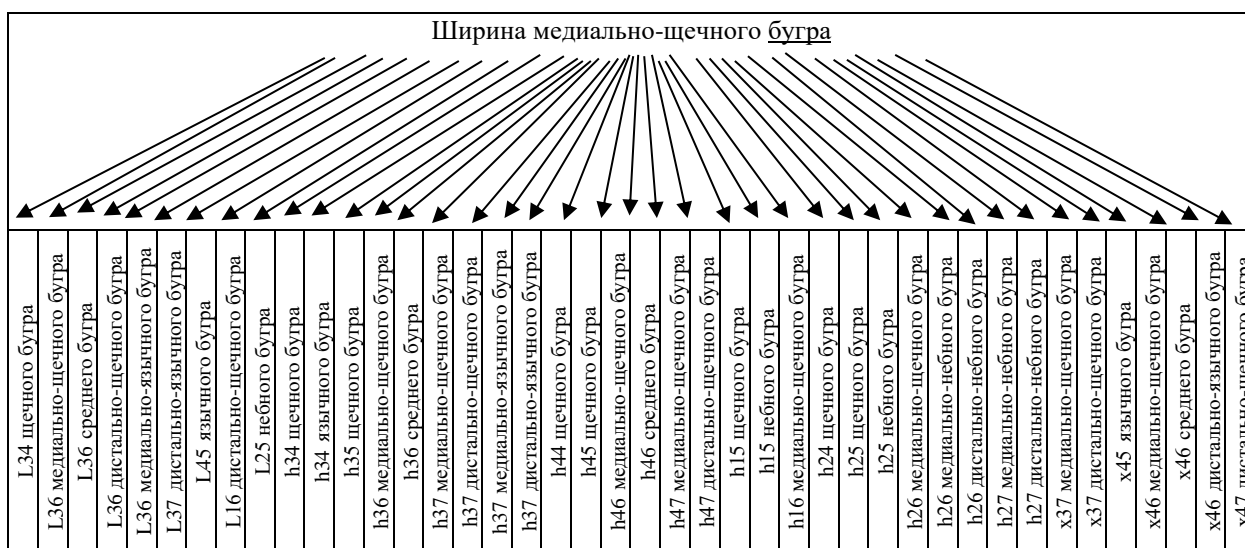 Ширина медиально-щечного бугра
L34 щечного бугра
L36 медиально-щечного бугра
L36 среднего бугра
L36 дистально-щечного бугра
L36 медиально-язычного бугра
L37 дистально-язычного бугра
L45 язычного бугра
L16 дистально-щечного бугра
L25 небного бугра
h34 щечного бугра
h34 язычного бугра
h35 щечного бугра
h36 медиально-щечного бугра
h36 среднего бугра
h37 медиально-щечного бугра
h37 дистально-щечного бугра
h37 медиально-язычного бугра
h37 дистально-язычного бугра
h44 щечного бугра
h45 щечного бугра
h46 медиально-щечного бугра
h46 среднего бугра
h47 медиально-щечного бугра
h47 дистально-щечного бугра
h15 щечного бугра
h15 небного бугра
h16 медиально-щечного бугра
h24 щечного бугра
h25 щечного бугра
h25 небного бугра
h26 медиально-щечного бугра
h26 медиально-небного бугра
h26 дистально-небного бугра
h27 медиально-небного бугра
h27 дистально-небного бугра
x37 медиально-щечного бугра
x37 дистально-щечного бугра
x45 язычного бугра
x46 медиально-щечного бугра
x46 среднего бугра
x46 дистально-язычного бугра
x47 дистально-щечного бугра